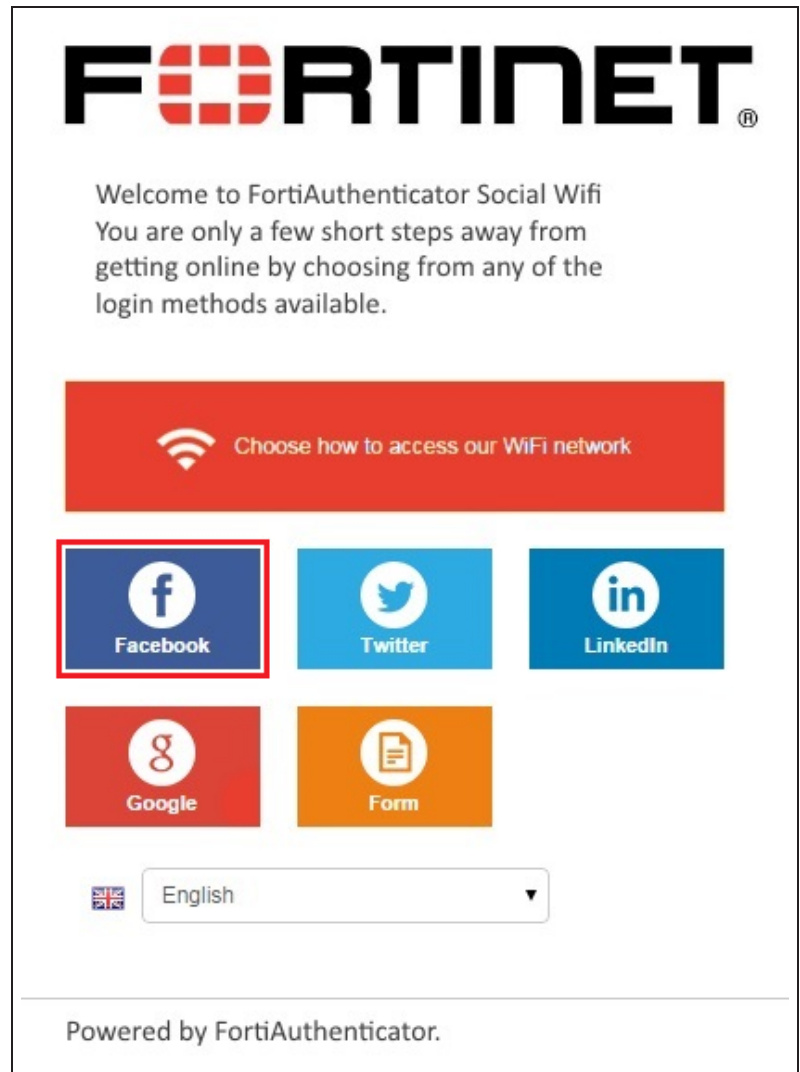 FORTINET®
Welcome to FortiAuthenticator Social Wifi
You are only a few short steps away from
getting online by choosing from any of the
login methods available.
Choose how to access our WiFi network
Facebook
Twitter
LinkedIn
Google
Form
English
Powered by FortiAuthenticator.